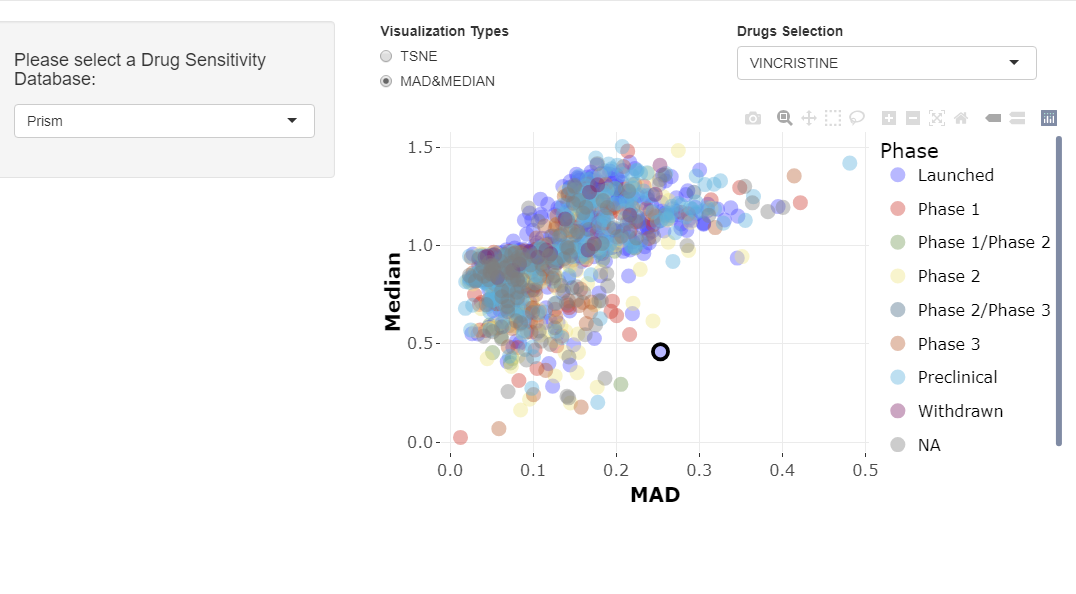 Please select a Drug Sensitivity
Database:
Prism
Visualization Types
TSNE
MAD&MEDIAN
Drugs Selection
VINCRISTINE
1.5
1.0
0.5
0.0
Median
0.0 0.1 0.2 0.3 0.4 0.5
MAD
Phase
Launched
Phase 1
Phase 1/Phase 2
Phase 2
Phase 2/Phase 3
Phase 3
Preclinical
Withdrawn
NA